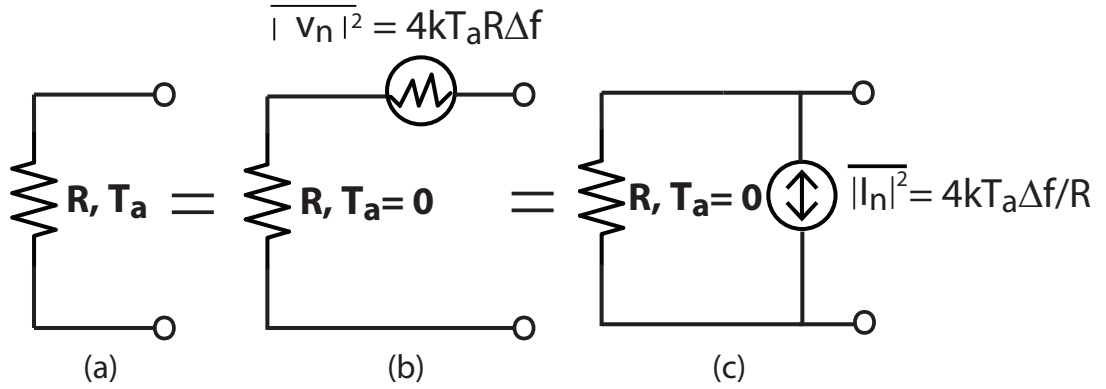 | vₙ |² = 4kTₐRΔf
R, Tₐ
=
R, Tₐ= 0
=
R, Tₐ= 0
|Iₙ|² = 4kTₐΔf/R
(a)
(b)
(c)